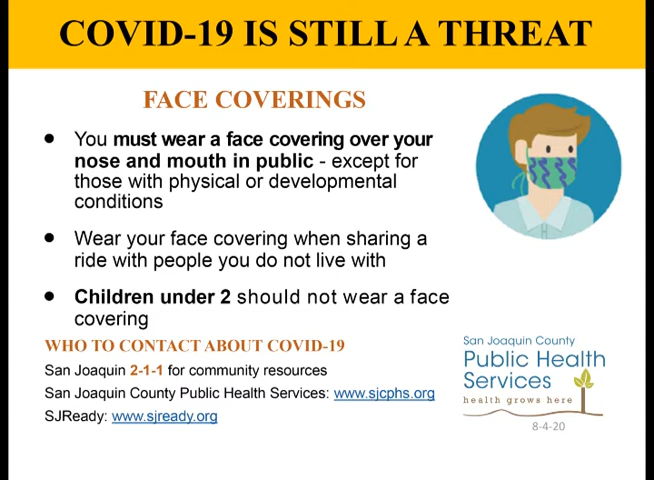 COVID-19 IS STILL A THREAT
FACE COVERINGS
● You must wear a face covering over your
nose and mouth in public - except for
those with physical or developmental
conditions
● Wear your face covering when sharing a
ride with people you do not live with
● Children under 2 should not wear a face
covering
WHO TO CONTACT ABOUT COVID-19
San Joaquin 2-1-1 for community resources
San Joaquin County Public Health Services: www.sjcphs.org
SJReady: www.sjready.org
San Joaquin County
Public Health
Services
health grows here
8-4-20